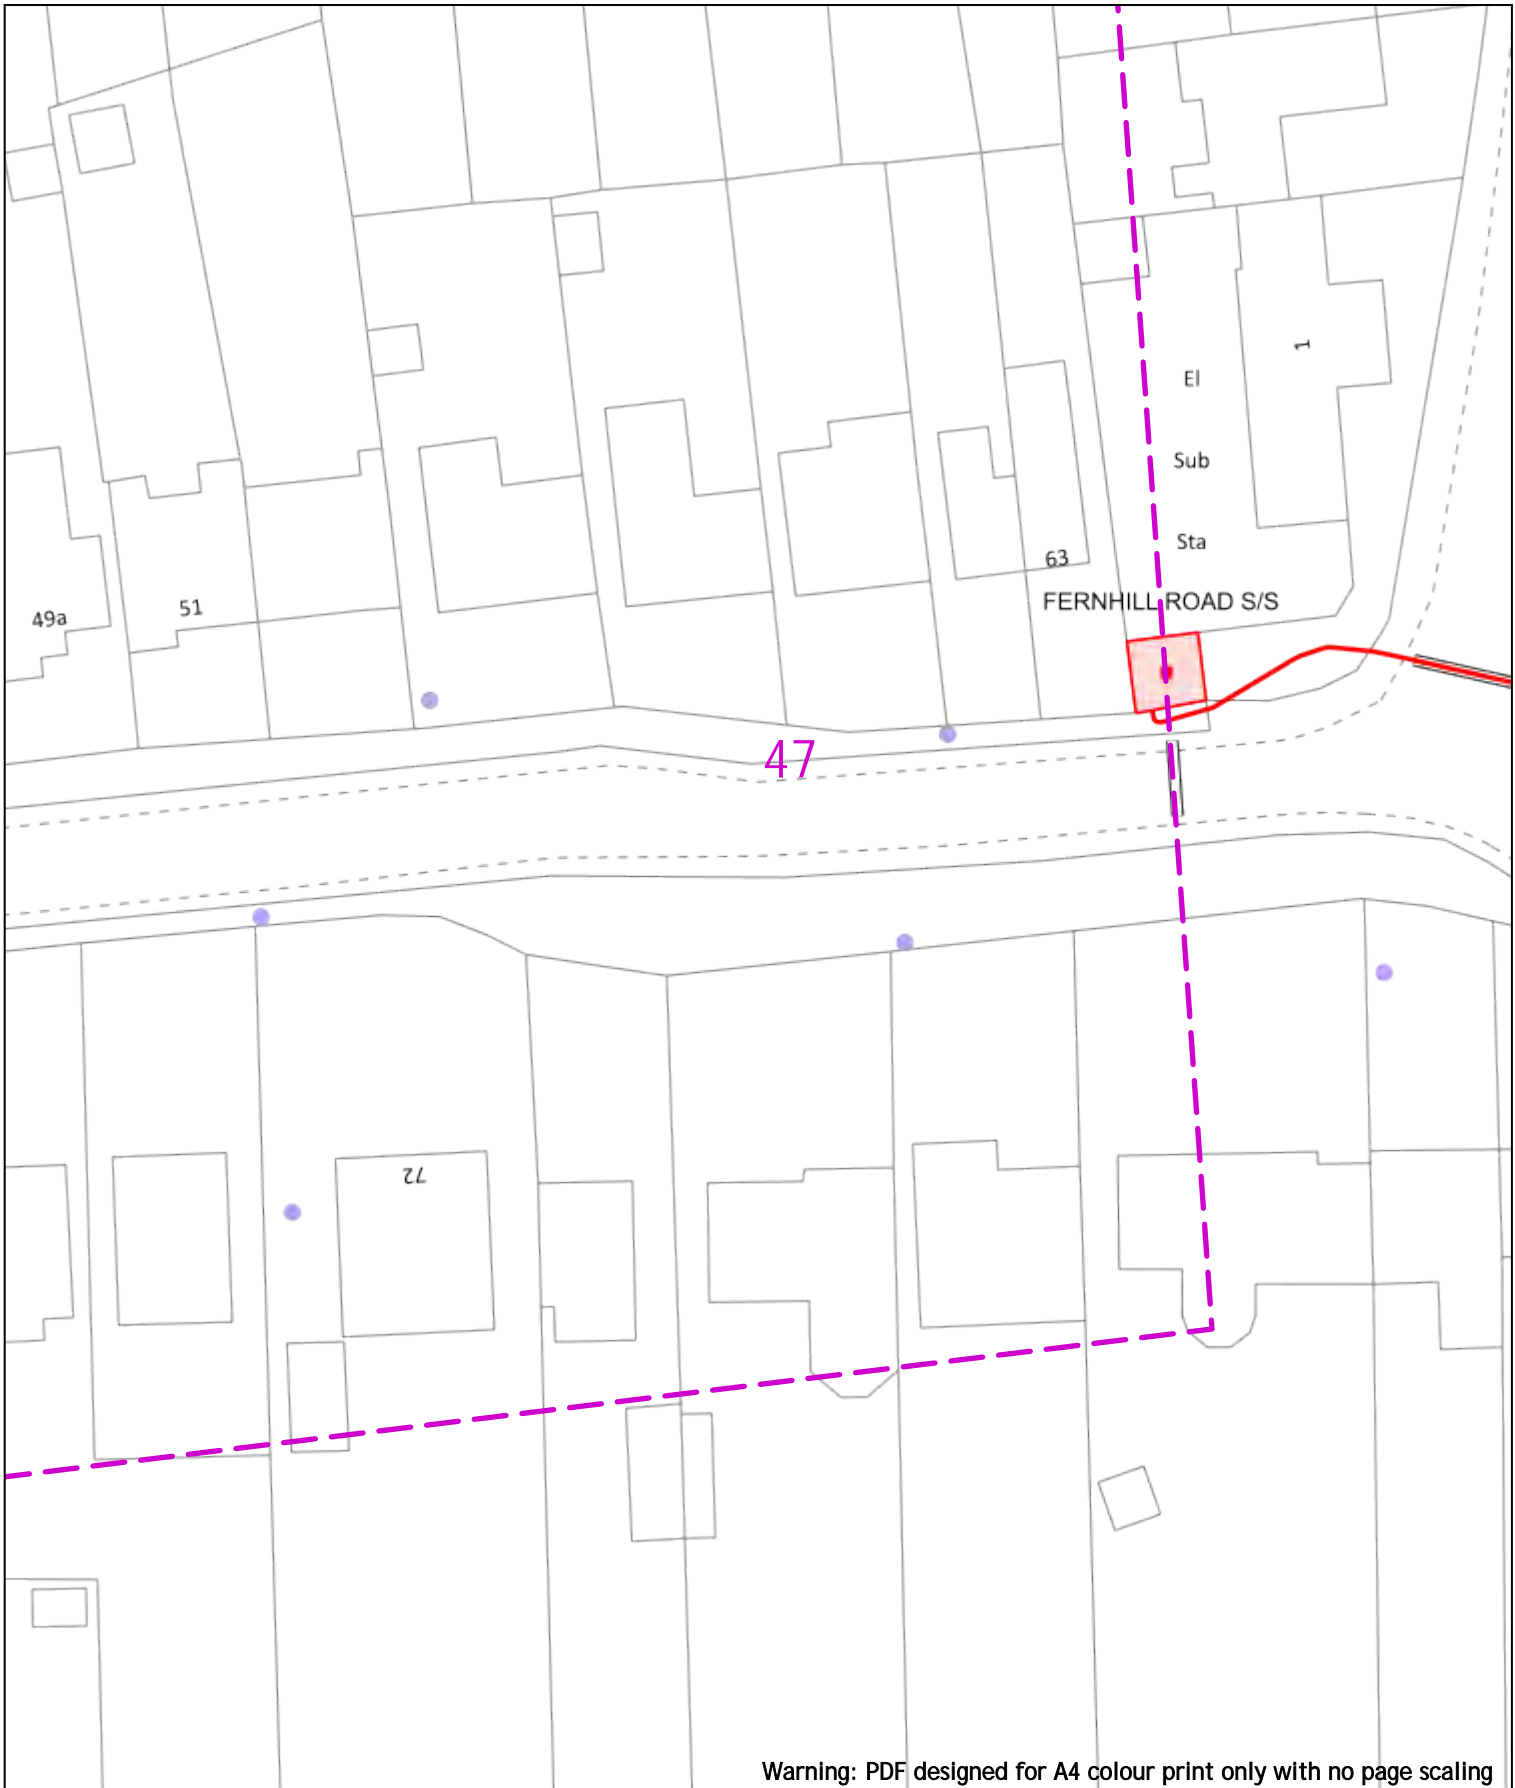 1
El
Sub
Sta
63
FERNHILL ROAD S/S
51
49a
47
72
Warning: PDF designed for A4 colour print only with no page scaling